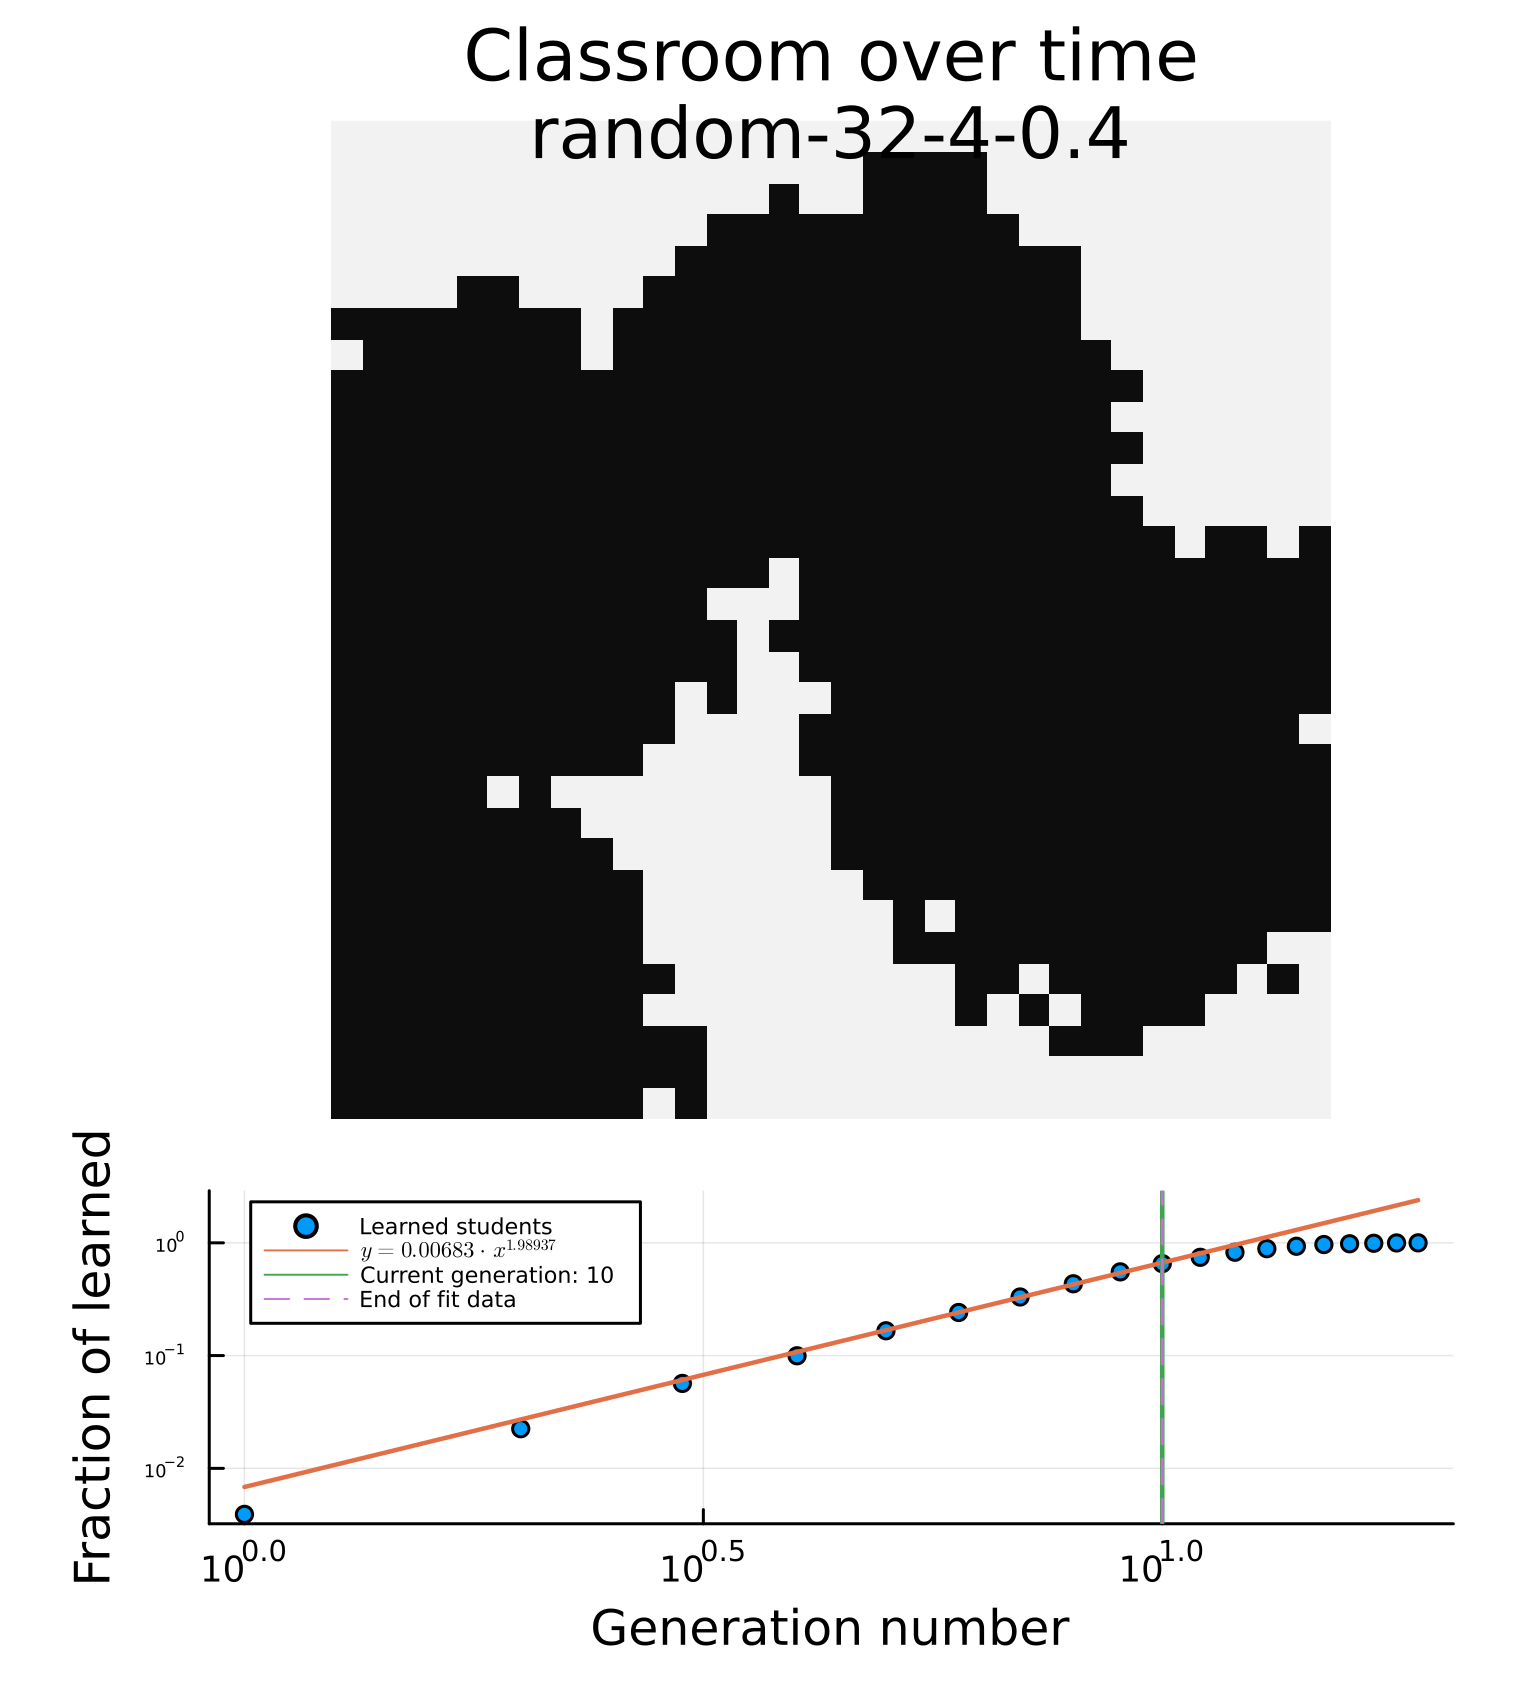 Classroom over time
random-32-4-0.4
Learned students
y = 0.00683 · x^1.98937
Current generation: 10
End of fit data
10^0
10^-1
10^-2
Fraction of learned
10^0.0 10^0.5 10^1.0
Generation number